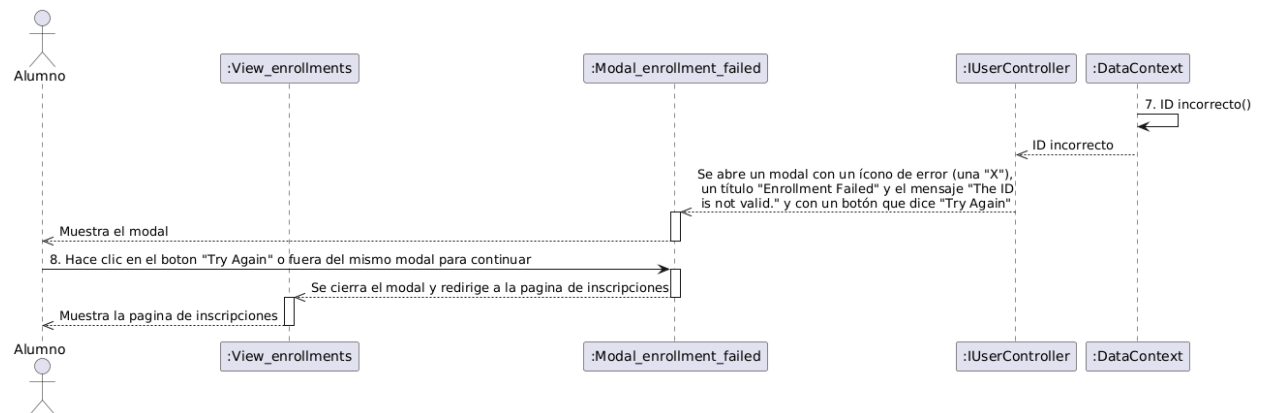 Alumno
:View_enrollments
:Modal_enrollment_failed
:IUserController
:DataContext
7. ID incorrecto()
ID incorrecto
Se abre un modal con un ícono de error (una "X"),
un título "Enrollment Failed" y el mensaje "The ID
is not valid." y con un botón que dice "Try Again"
Muestra el modal
8. Hace clic en el boton "Try Again" o fuera del mismo modal para continuar
Se cierra el modal y redirige a la pagina de inscripciones
Muestra la pagina de inscripciones
Alumno
:View_enrollments
:Modal_enrollment_failed
:IUserController
:DataContext